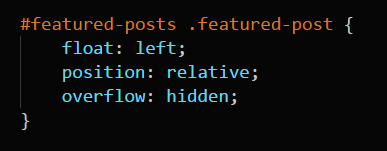 #featured-posts .featured-post {
    float: left;
    position: relative;
    overflow: hidden;
}